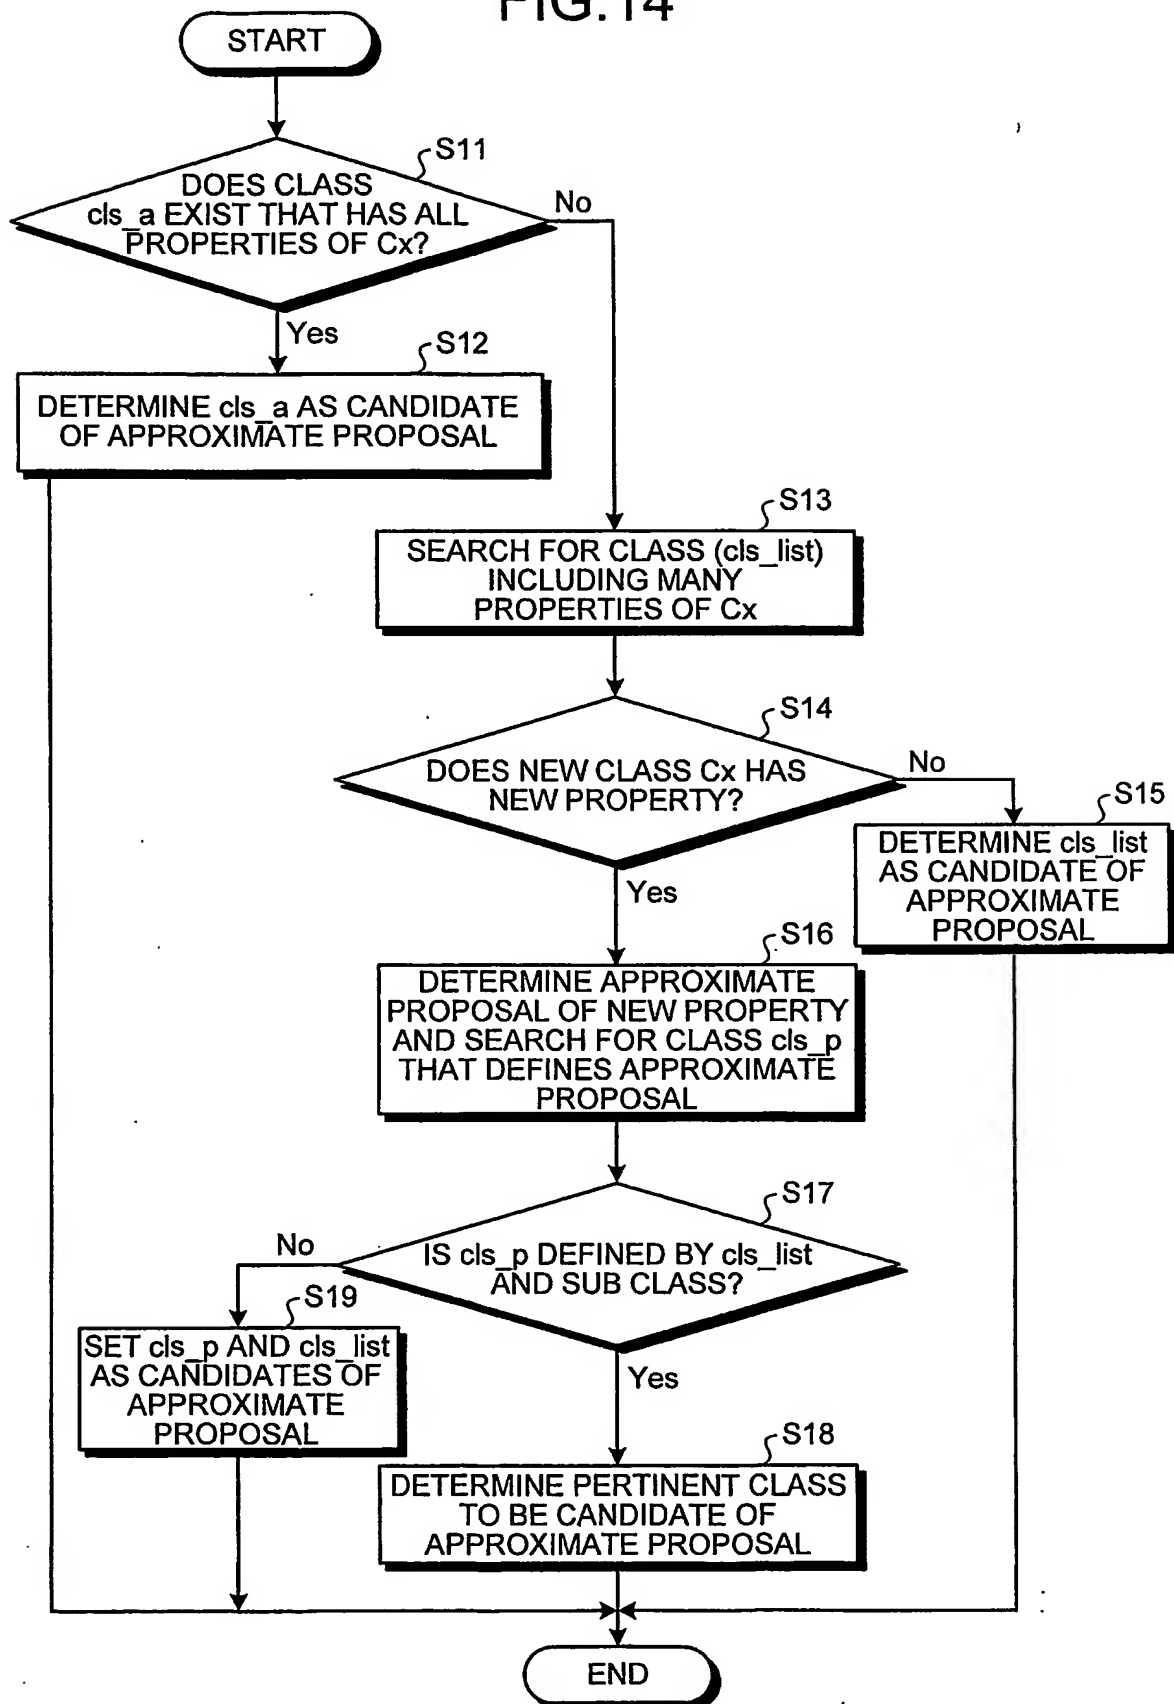 FIG.14
START
S11
DOES CLASS
cls_a EXIST THAT HAS ALL
PROPERTIES OF Cx?
No
Yes
S12
DETERMINE cls_a AS CANDIDATE
OF APPROXIMATE PROPOSAL
S13
SEARCH FOR CLASS (cls_list)
INCLUDING MANY
PROPERTIES OF Cx
S14
DOES NEW CLASS Cx HAS
NEW PROPERTY?
No
Yes
S15
DETERMINE cls_list
AS CANDIDATE OF
APPROXIMATE
PROPOSAL
S16
DETERMINE APPROXIMATE
PROPOSAL OF NEW PROPERTY
AND SEARCH FOR CLASS cls_p
THAT DEFINES APPROXIMATE
PROPOSAL
S17
IS cls_p DEFINED BY cls_list
AND SUB CLASS?
No
Yes
S19
SET cls_p AND cls_list
AS CANDIDATES OF
APPROXIMATE
PROPOSAL
S18
DETERMINE PERTINENT CLASS
TO BE CANDIDATE OF
APPROXIMATE PROPOSAL
END